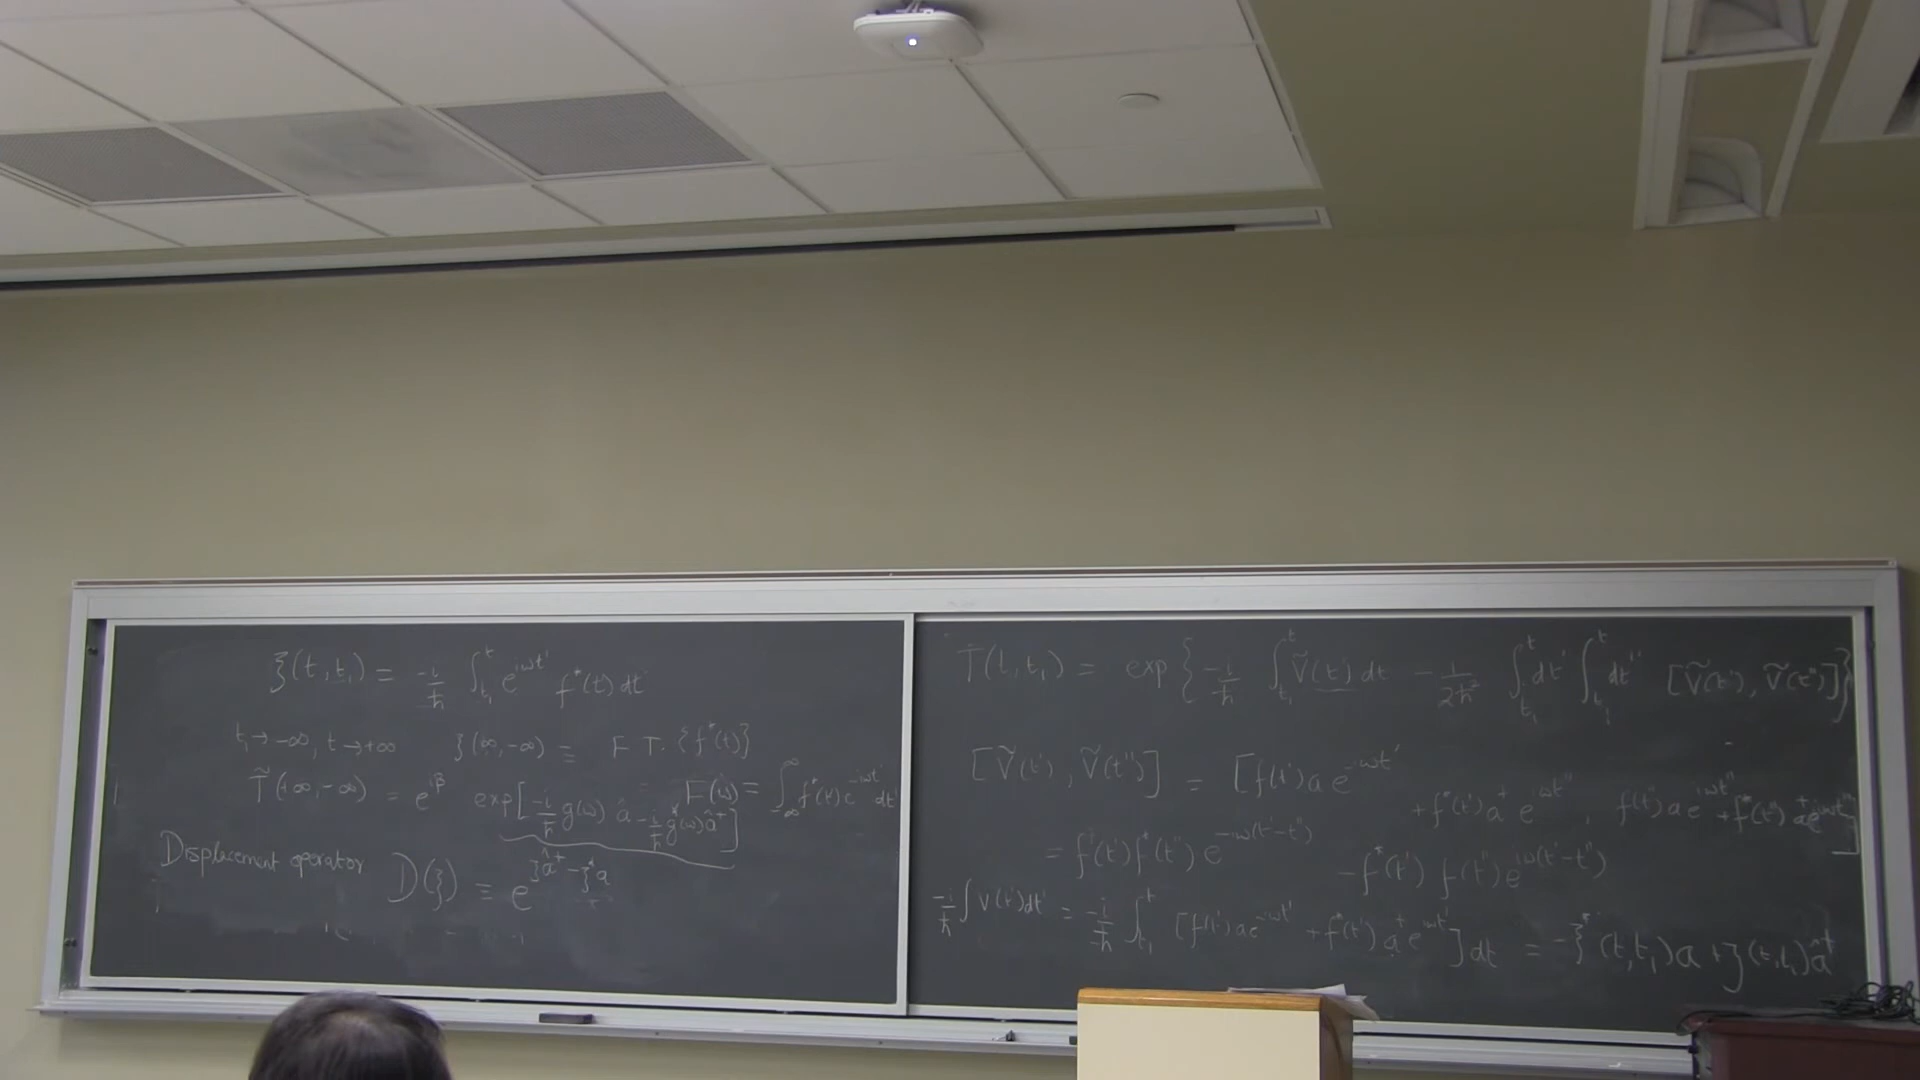 ξ(t,t₁) = -i/ħ ∫_{t₁}^{t} e^{iωt'} f*(t) dt'
t₁→-∞, t→+∞ ξ(∞,-∞) = F.T. {f*(t)}
F(ω) = ∫_{-∞}^{∞} f*(t) e^{-iωt'} dt'
T̃(+∞,-∞) = e^{iβ} exp[-i/ħ g(ω) â - i/ħ g*(ω) â⁺]
Displacement operator D(ξ) = e^{ξâ⁺ - ξ*a}
T(t,t₁) = exp{-i/ħ ∫_{t₁}^{t} Ṽ(t') dt - 1/2ħ² ∫_{t₁}^{t} dt' ∫_{t₁}^{t'} dt'' [Ṽ(t'), Ṽ(t'')]}
[Ṽ(t'), Ṽ(t'')] = [f(t') a e^{-iωt'}
+ f*(t') a⁺ e^{iωt'}, f(t'') a e^{-iωt''} + f*(t'') a⁺ e^{iωt''}]
= f(t') f*(t'') e^{-iω(t'-t'')} - f*(t') f(t'') e^{iω(t'-t'')}
-i/ħ ∫ V(t') dt' = -i/ħ ∫_{t₁}^{t} [f(t') a e^{-iωt'} + f*(t') a⁺ e^{iωt'}] dt = -ξ*(t,t₁) a + ξ(t,t₁) â⁺